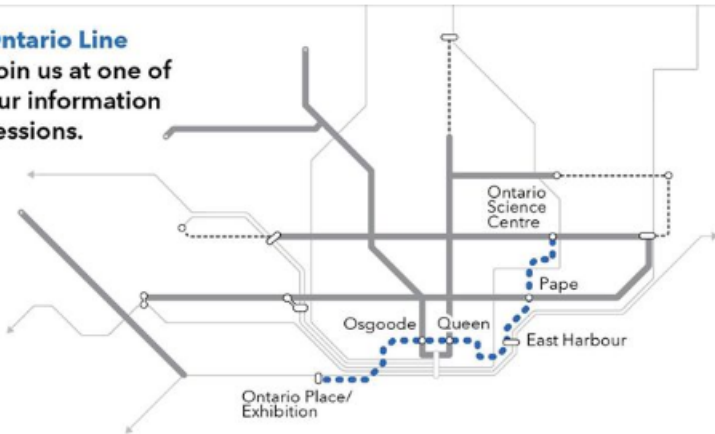 ntario Line
oin us at one of
ur information
essions.
Ontario
Science
Centre
Pape
Osgoode
Queen
East Harbour
Ontario Place/
Exhibition